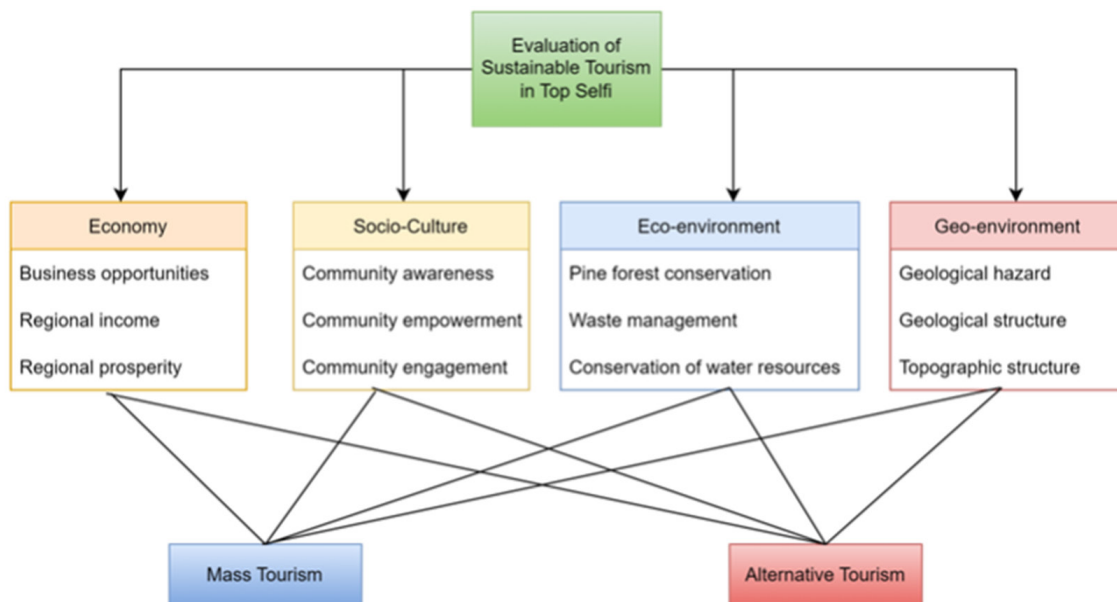 Evaluation of
Sustainable Tourism
in Top Selfi
Economy
Business opportunities
Regional income
Regional prosperity
Socio-Culture
Community awareness
Community empowerment
Community engagement
Eco-environment
Pine forest conservation
Waste management
Conservation of water resources
Geo-environment
Geological hazard
Geological structure
Topographic structure
Mass Tourism
Alternative Tourism